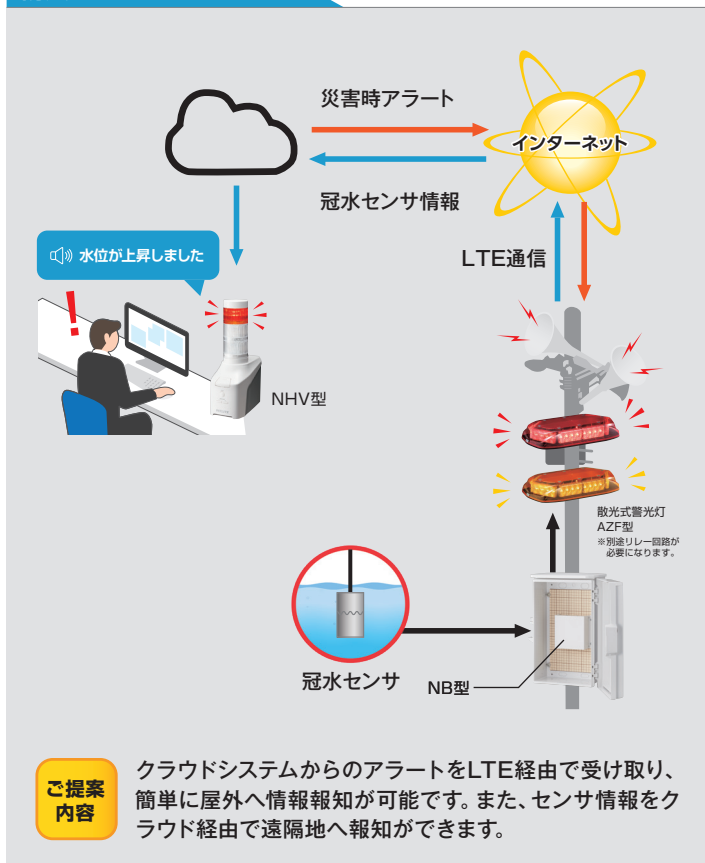 災害時アラート
インターネット
冠水センサ情報
LTE通信
水位が上昇しました
NHV型
散光式警光灯
AZF型
※別途リレー回路が
必要になります。
冠水センサ
NB型
ご提案
内容
クラウドシステムからのアラートをLTE経由で受け取り、
簡単に屋外へ情報報知が可能です。また、センサ情報をク
ラウド経由で遠隔地へ報知ができます。